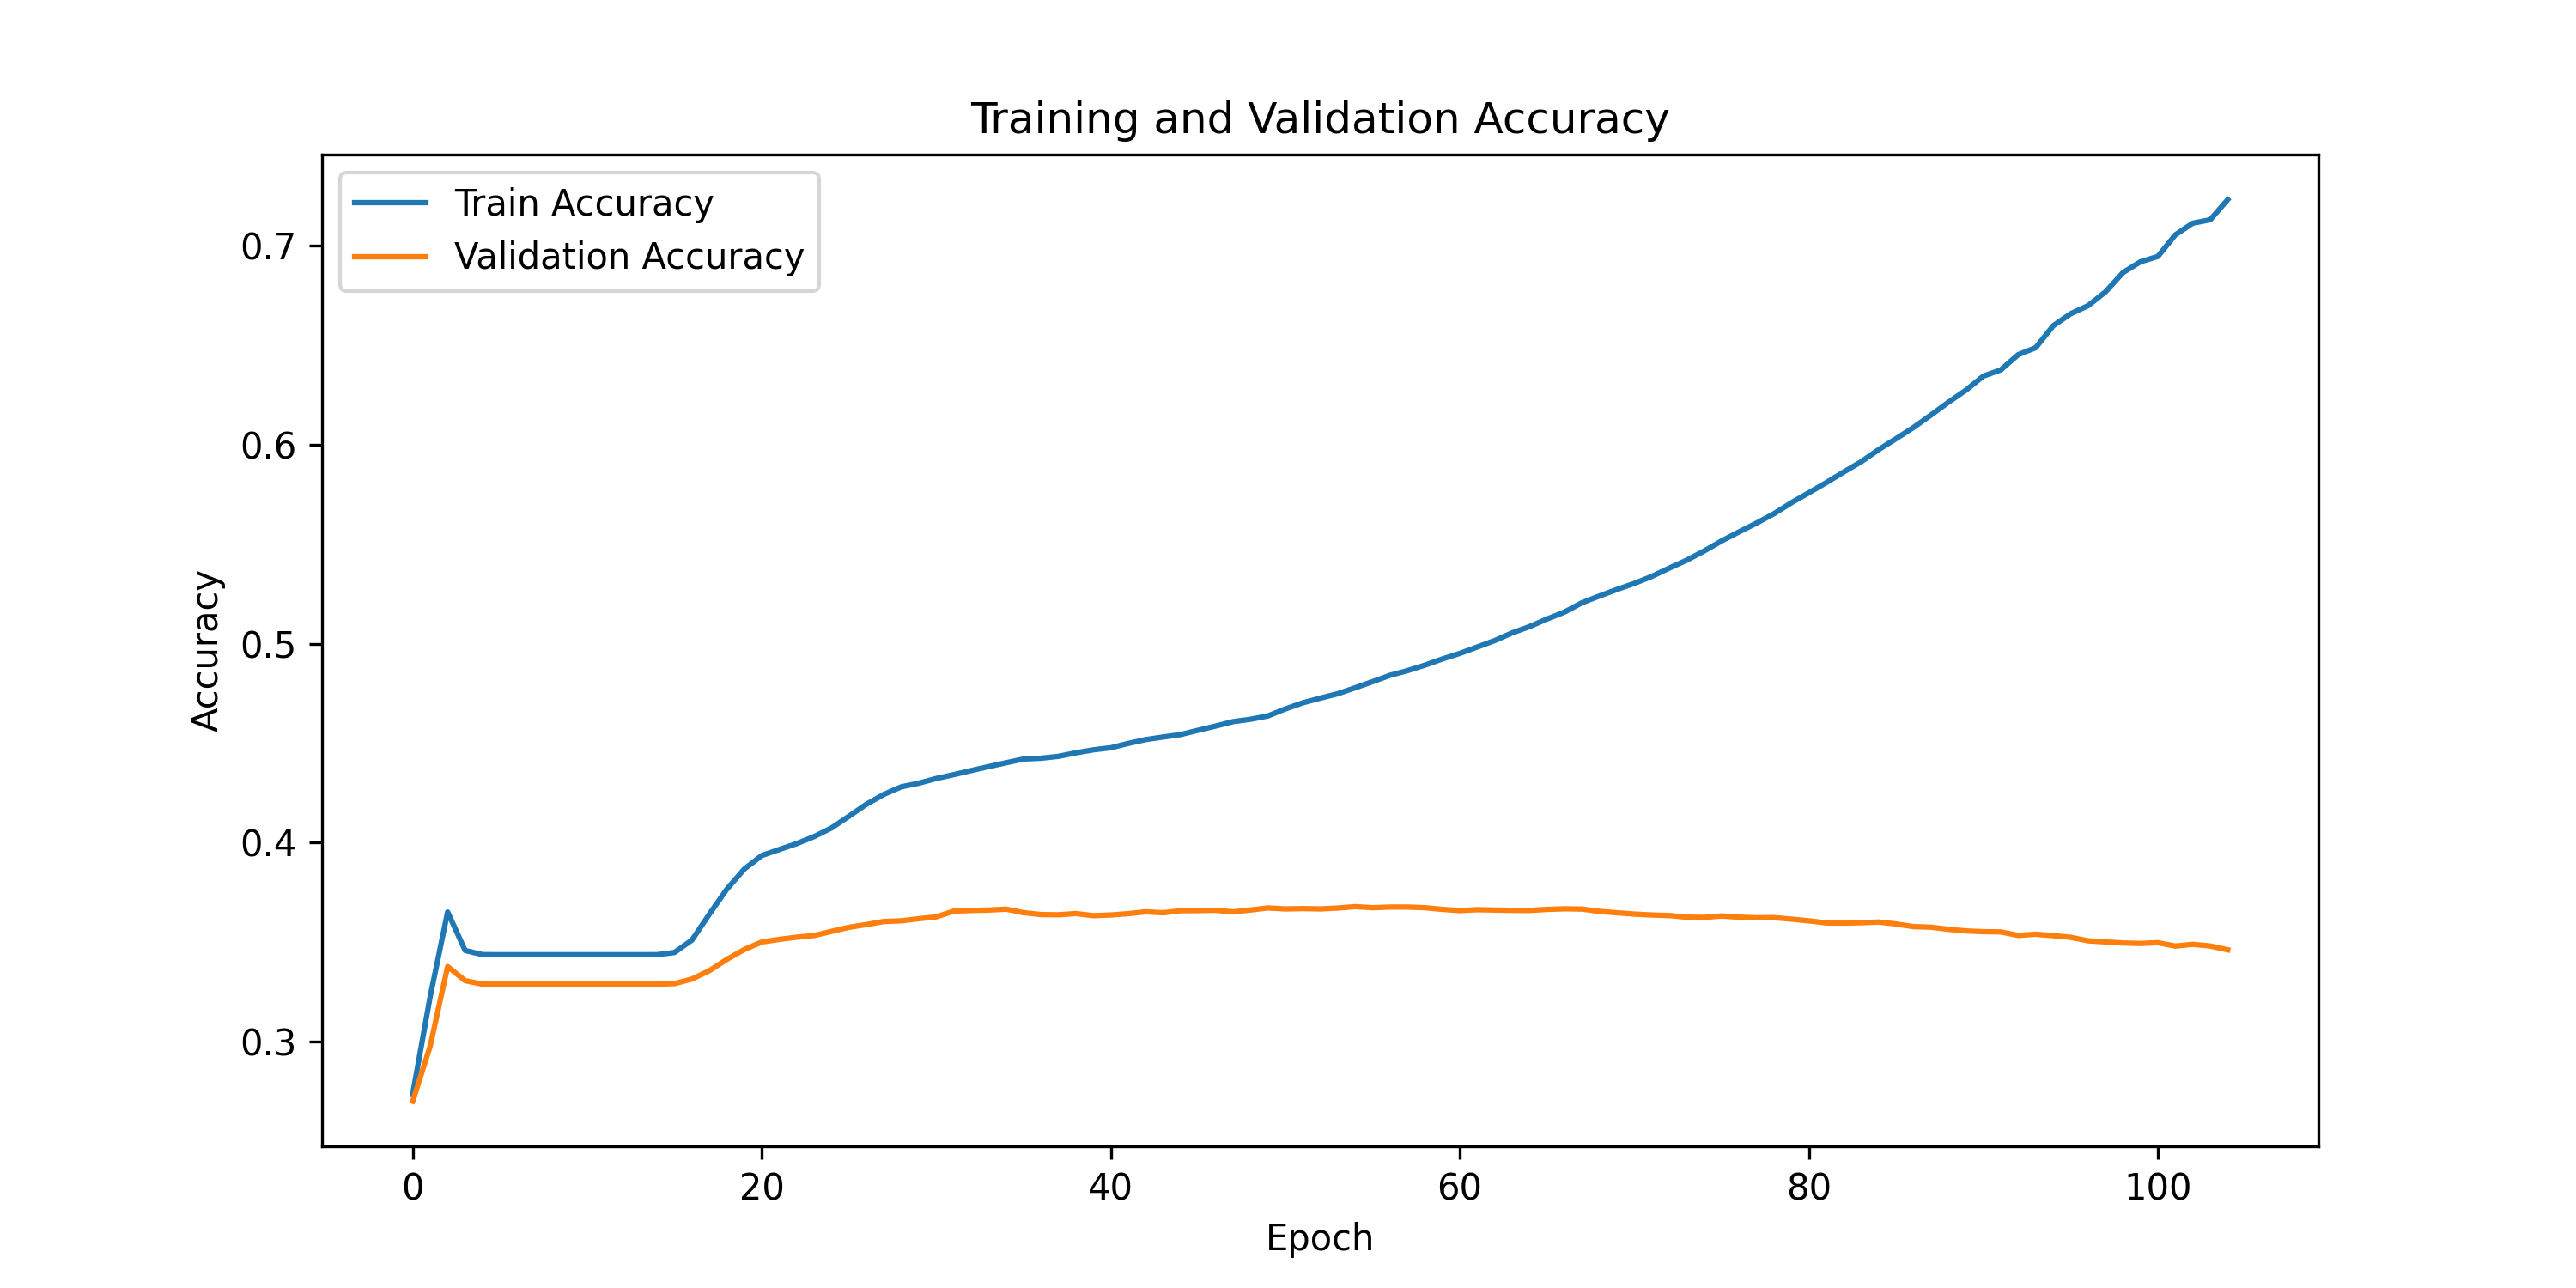 Training and Validation Accuracy
Train Accuracy
Validation Accuracy
0.7
0.6
0.5
0.4
0.3
Accuracy
0
20
40
60
80
100
Epoch